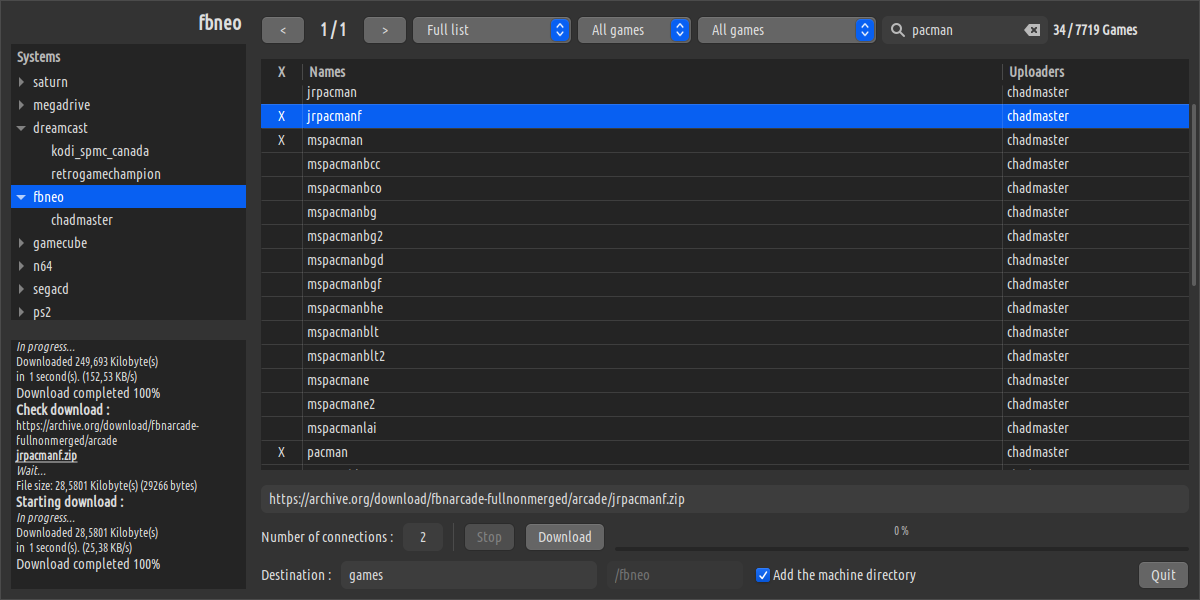 fbneo
Systems
saturn
megadrive
dreamcast
kodi_spmc_canada
retrogamechampion
fbneo
chadmaster
gamecube
n64
segacd
ps2
In progress...
Downloaded 249,693 Kilobyte(s)
in 1 second(s). (152,53 KB/s)
Download completed 100%
Check download :
https://archive.org/download/fbnarcade-
fullnonmerged/arcade
jrpacmanf.zip
Wait...
File size: 28,5801 Kilobyte(s) (29266 bytes)
Starting download :
In progress...
Downloaded 28,5801 Kilobyte(s)
in 1 second(s). (25,38 KB/s)
Download completed 100%
< 1 / 1 > Full list All games All games pacman 34 / 7719 Games
X Names Uploaders
jrpacman chadmaster
X jrpacmanf chadmaster
X mspacman chadmaster
mspacmanbcc chadmaster
mspacmanbco chadmaster
mspacmanbg chadmaster
mspacmanbg2 chadmaster
mspacmanbgd chadmaster
mspacmanbgf chadmaster
mspacmanbhe chadmaster
mspacmanblt chadmaster
mspacmanblt2 chadmaster
mspacmane chadmaster
mspacmane2 chadmaster
mspacmanlai chadmaster
X pacman chadmaster
https://archive.org/download/fbnarcade-fullnonmerged/arcade/jrpacmanf.zip
Number of connections : 2 Stop Download 0 %
Destination : games /fbneo Add the machine directory Quit